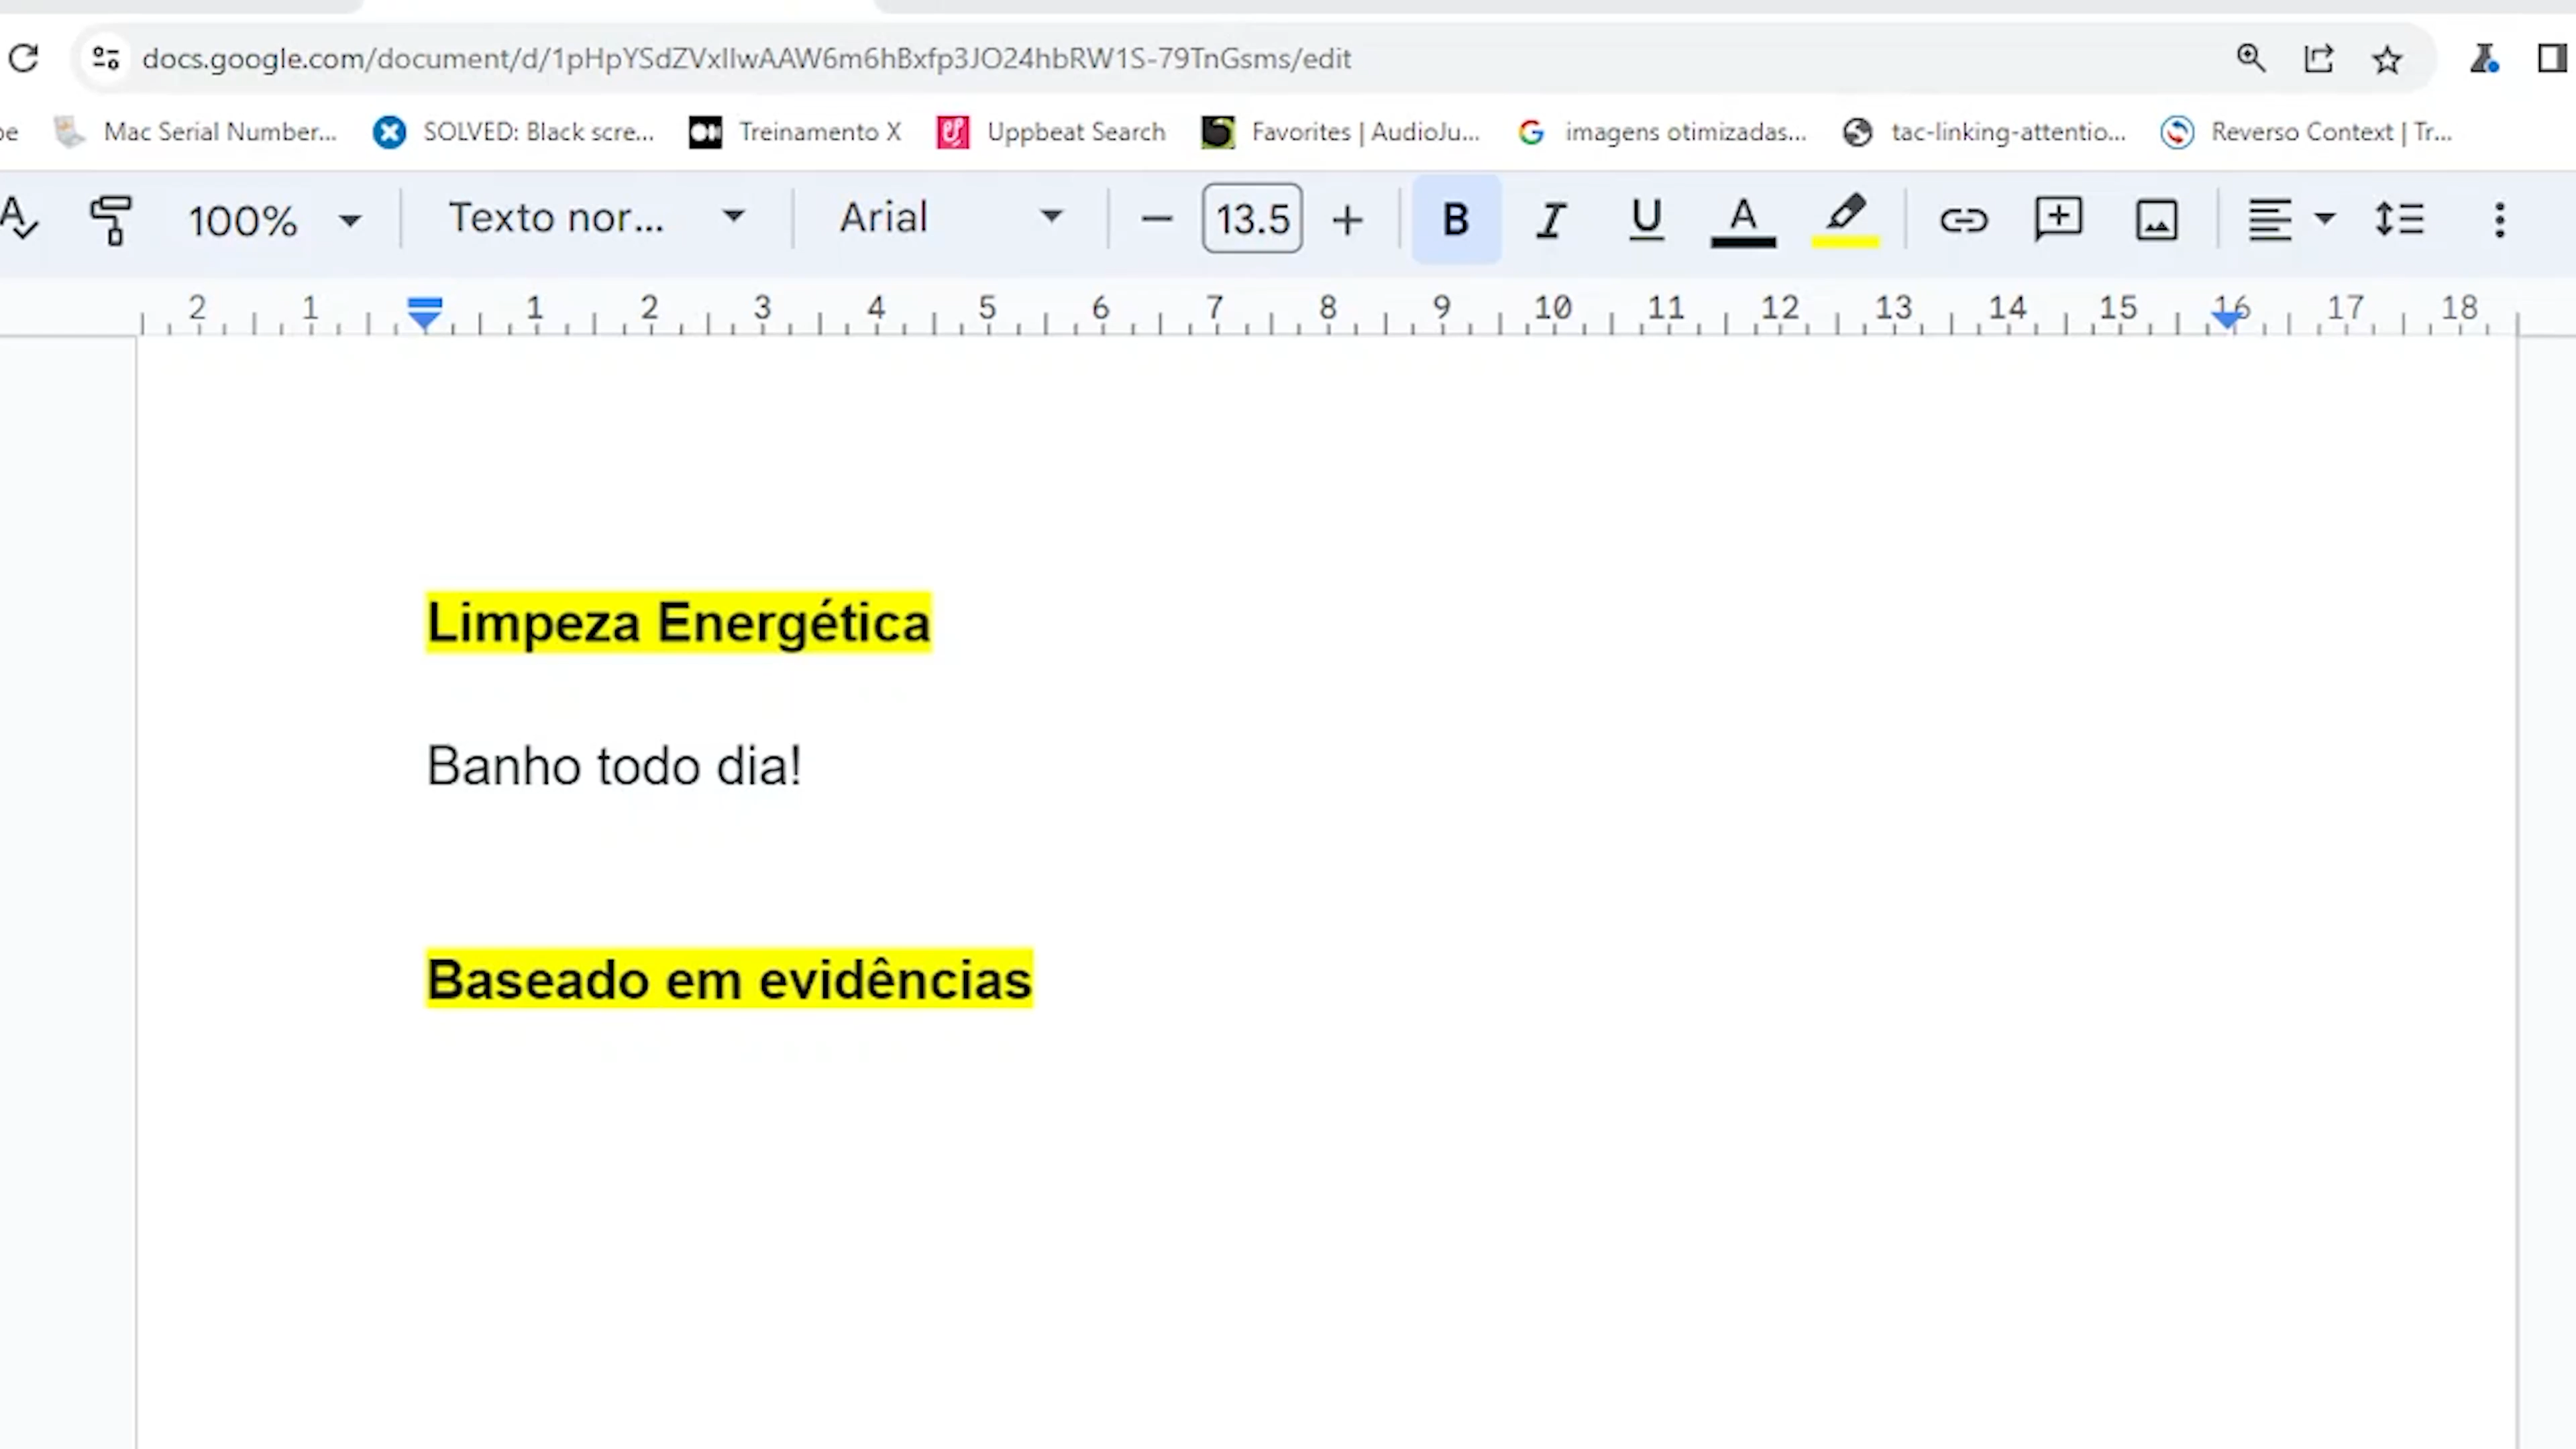 docs.google.com/document/d/1pHpYSdZVxllwAAW6m6hBxfp3JO24hbRW1S-79TnGsms/edit
Mac Serial Number... SOLVED: Black scre... Treinamento X Uppbeat Search Favorites | AudioJu... imagens otimizadas... tac-linking-attentio... Reverso Context | Tr...
100% Texto nor... Arial 13.5 B I U A
2 1 1 2 3 4 5 6 7 8 9 10 11 12 13 14 15 16 17 18
Limpeza Energética
Banho todo dia!
Baseado em evidências